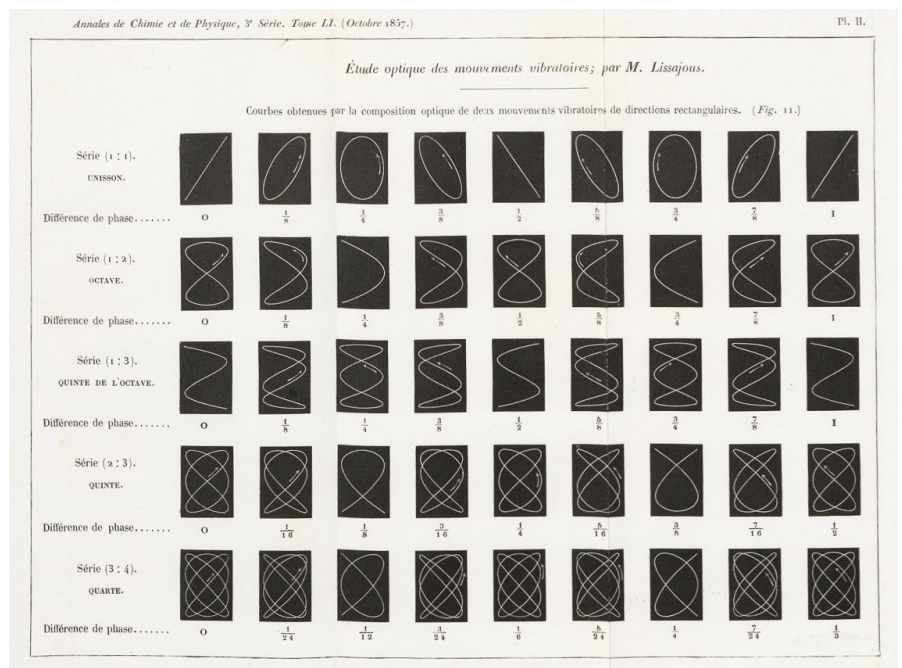 Annales de Chimie et de Physique, 3e Série. Tome LI. (Octobre 1857.)
Pl. II.
Étude optique des mouvements vibratoires; par M. Lissajous.
Courbes obtenues par la composition optique de deux mouvements vibratoires de directions rectangulaires. (Fig. 11.)
Série (1 : 1).
UNISSON.
Différence de phase....... 0 1/8 1/4 3/8 1/2 5/8 3/4 7/8 1
Série (1 : 2).
OCTAVE.
Différence de phase....... 0 1/8 1/4 3/8 1/2 5/8 3/4 7/8 1
Série (1 : 3).
QUINTE DE L'OCTAVE.
Différence de phase....... 0 1/8 1/4 3/8 1/2 5/8 3/4 7/8 1
Série (2 : 3).
QUINTE.
Différence de phase....... 0 1/16 1/8 3/16 1/4 5/16 3/8 7/16 1/2
Série (3 : 4).
QUARTE.
Différence de phase....... 0 1/24 1/12 3/24 1/6 5/24 1/4 7/24 1/3